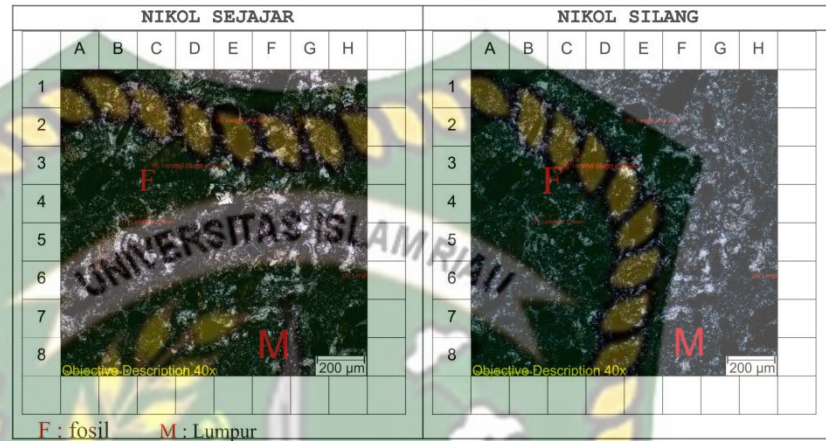 NIKOL SEJAJAR
NIKOL SILANG
A B C D E F G H
A B C D E F G H
1
2
3
4
5
6
7
8
1
2
3
4
5
6
7
8
F
F
UNIVERSITAS ISLAM RIAU
M
M
Objective Description 40x
200 µm
Objective Description 40x
200 µm
F : fosil M : Lumpur